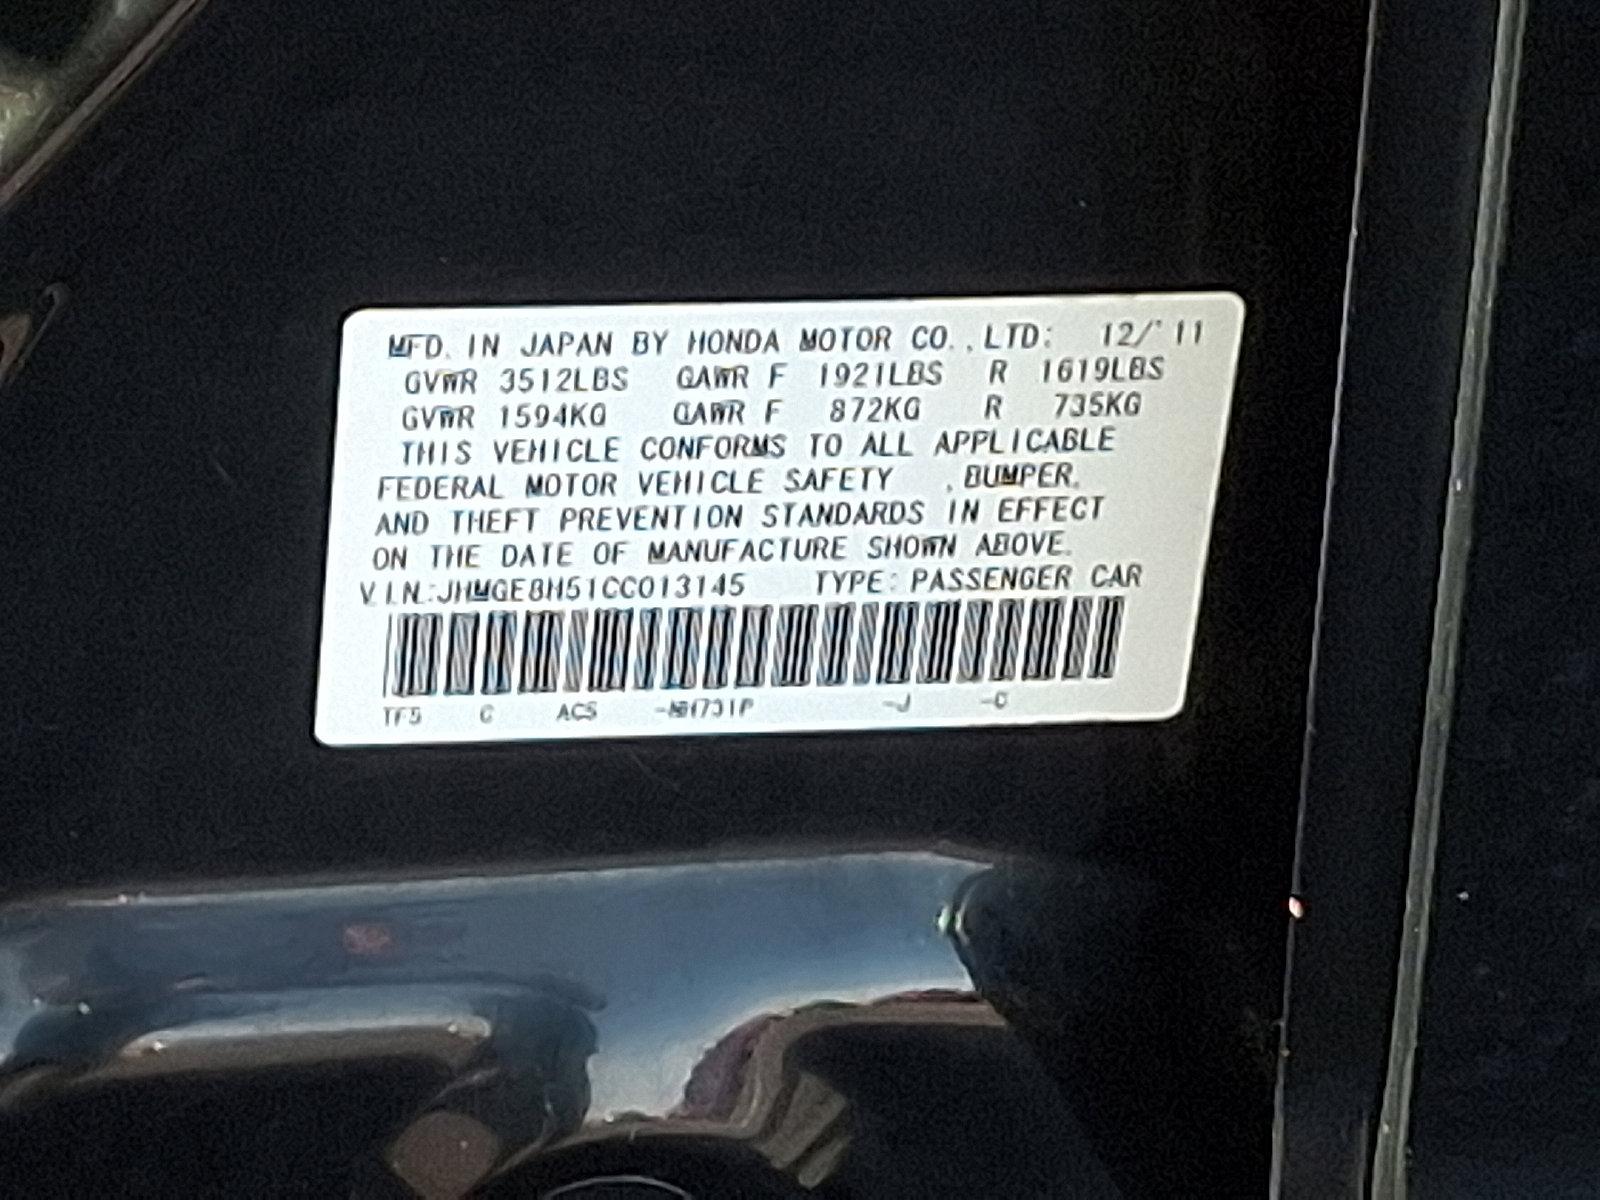 MFD. IN JAPAN BY HONDA MOTOR CO., LTD: 12/'11
GVWR 3512LBS GAWR F 1921LBS R 1619LBS
GVWR 1594KG GAWR F 872KG R 735KG
THIS VEHICLE CONFORMS TO ALL APPLICABLE
FEDERAL MOTOR VEHICLE SAFETY , BUMPER,
AND THEFT PREVENTION STANDARDS IN EFFECT
ON THE DATE OF MANUFACTURE SHOWN ABOVE.
V.I.N.:JHMGE8H51CC013145 TYPE: PASSENGER CAR
TF5 C AC5 -NH731P -J -C